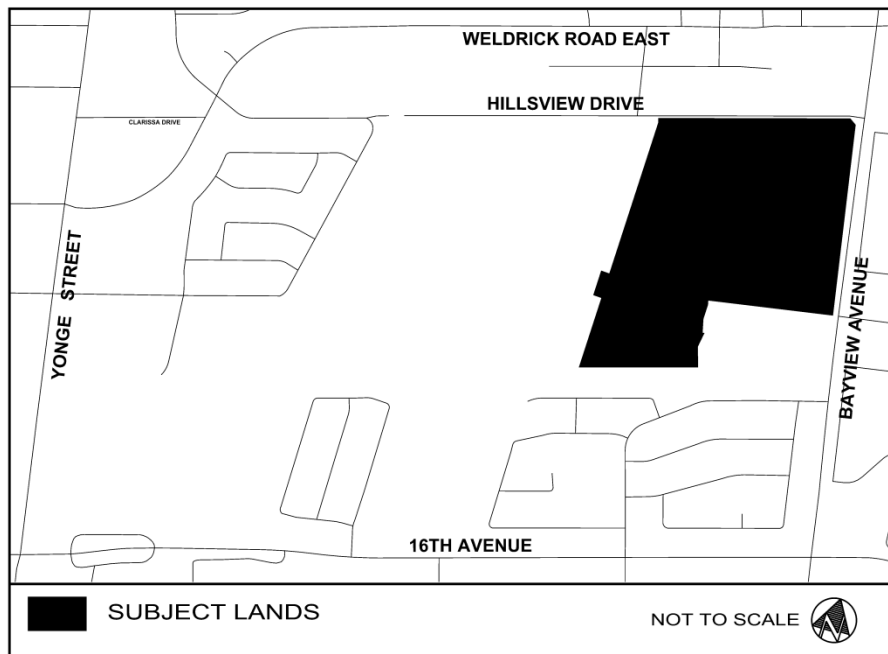 WELDRICK ROAD EAST
HILLSVIEW DRIVE
CLARISSA DRIVE
YONGE STREET
BAYVIEW AVENUE
16TH AVENUE
SUBJECT LANDS
NOT TO SCALE